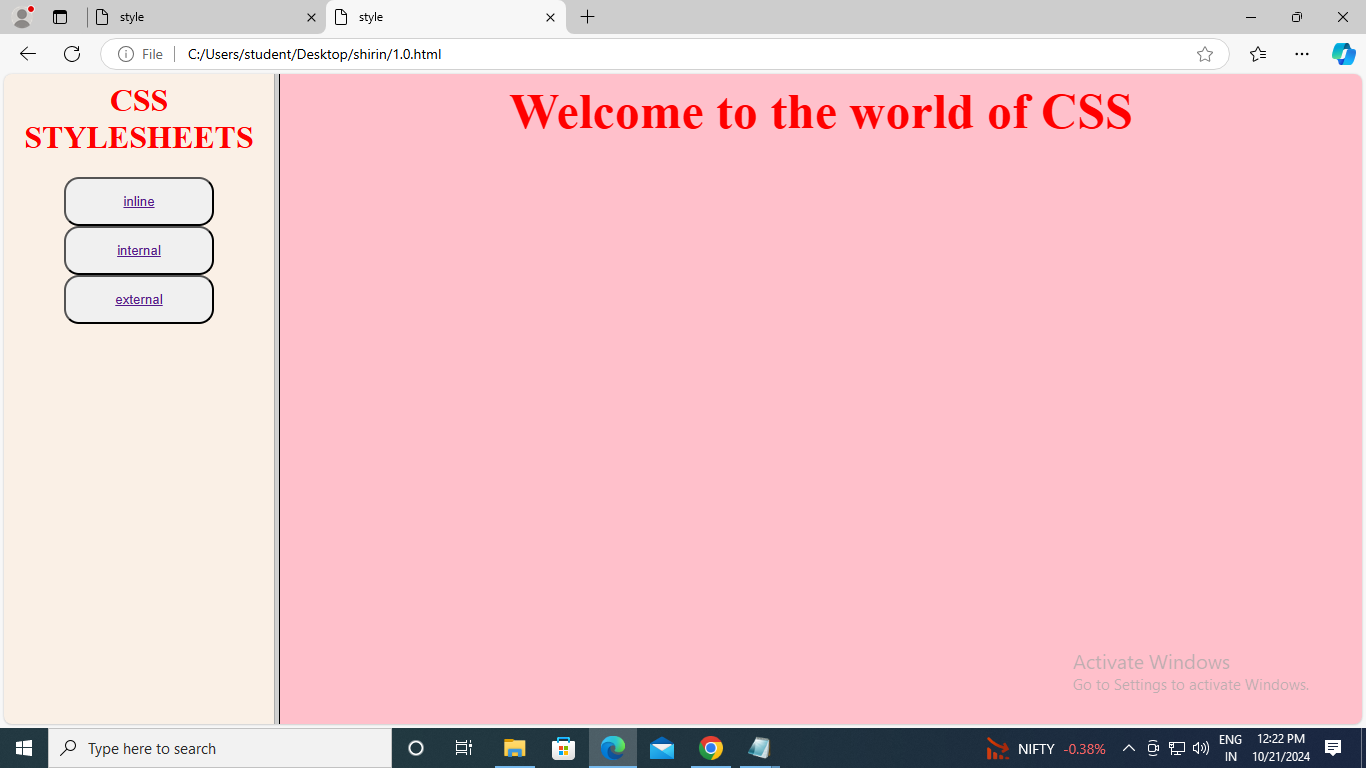 style
style
File
C:/Users/student/Desktop/shirin/1.0.html
CSS
STYLESHEETS
inline
internal
external
Welcome to the world of CSS
Activate Windows
Go to Settings to activate Windows.
Type here to search
NIFTY -0.38%
ENG
IN
12:22 PM
10/21/2024